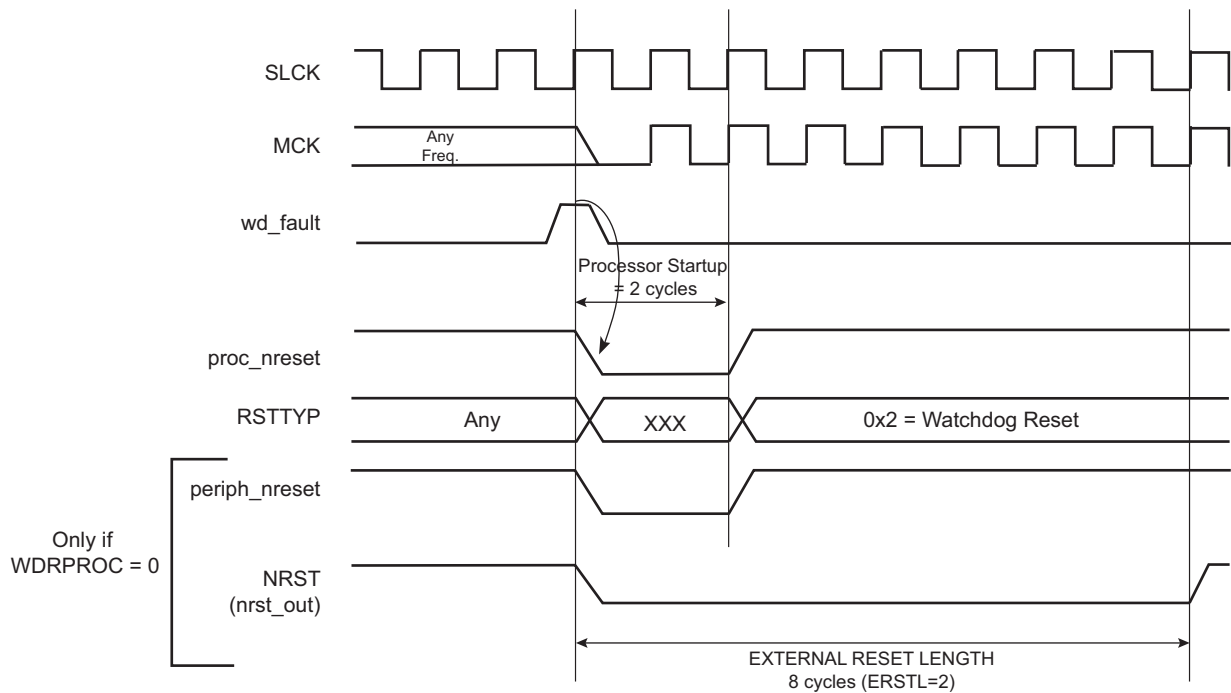 SLCK
MCK
Any
Freq.
wd_fault
Processor Startup
= 2 cycles
proc_nreset
RSTTYP
Any
XXX
0x2 = Watchdog Reset
periph_nreset
Only if
WDRPROC = 0
NRST
(nrst_out)
EXTERNAL RESET LENGTH
8 cycles (ERSTL=2)